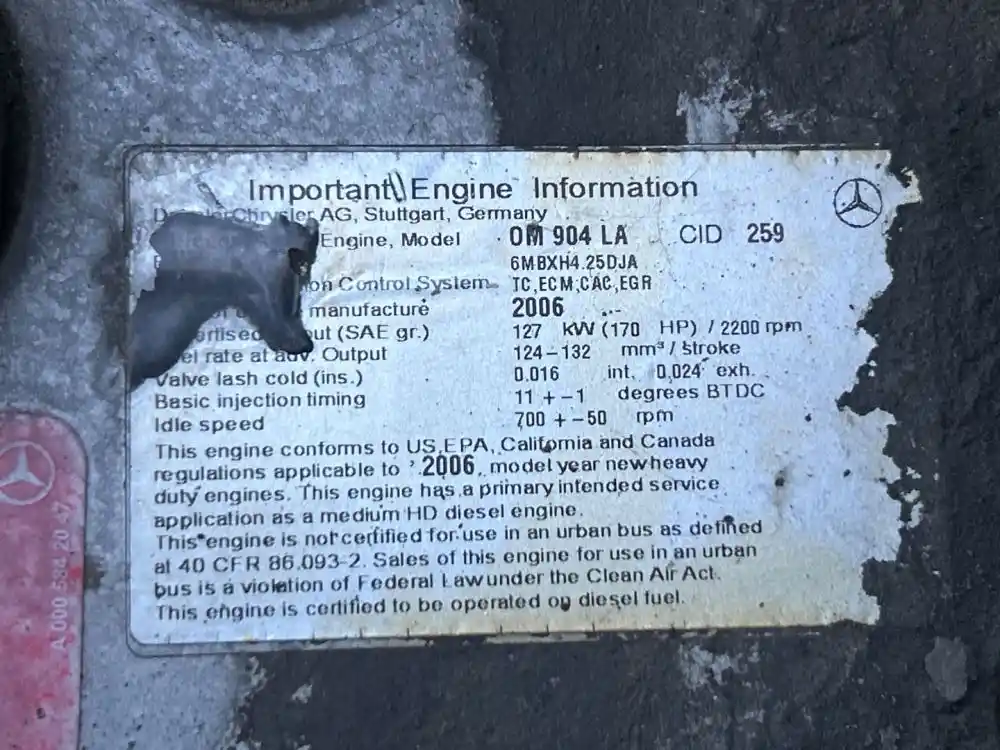 Important Engine Information
AG, Stuttgart, Germany
Engine, Model OM 904 LA CID 259
6MBXH4.25DJA
Control System TC,ECM,CAC,EGR
manufacture 2006
(SAE gr.) 127 kW (170 HP) / 2200 rpm
rate at adv. Output 124-132 mm³/stroke
Valve lash cold (ins.) 0.016 int. 0,024 exh.
Basic injection timing 11 +-1 degrees BTDC
Idle speed 700 +-50 rpm
This engine conforms to US,EPA, California and Canada
regulations applicable to 2006, model year new heavy
duty engines. This engine has a primary intended service
application as a medium HD diesel engine.
This engine is not certified for use in an urban bus as defined
at 40 CFR 86.093-2. Sales of this engine for use in an urban
bus is a violation of Federal Law under the Clean Air Act.
This engine is certified to be operated on diesel fuel.
A 000 584 20 47